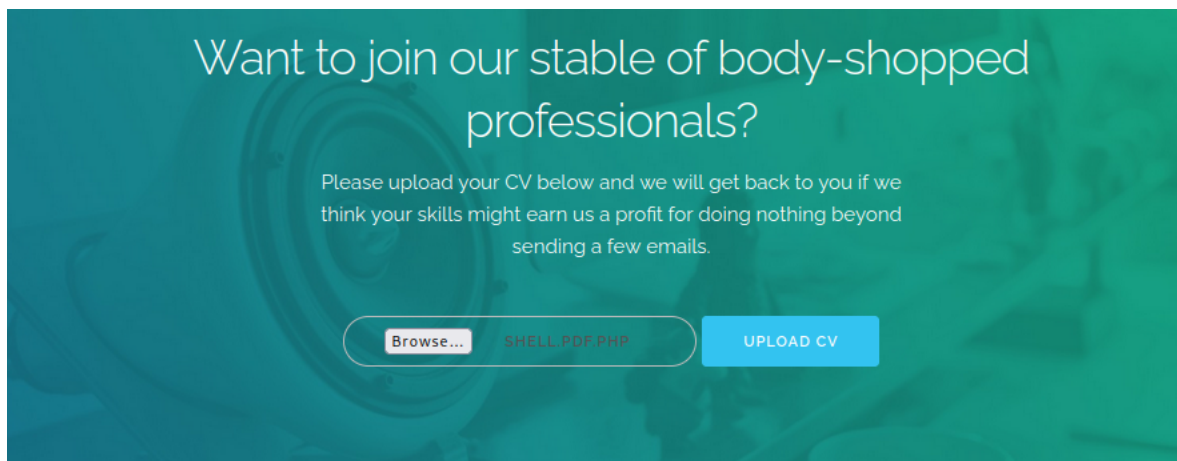 Want to join our stable of body-shopped
professionals?
Please upload your CV below and we will get back to you if we
think your skills might earn us a profit for doing nothing beyond
sending a few emails.
Browse... SHELL.PDF.PHP UPLOAD CV